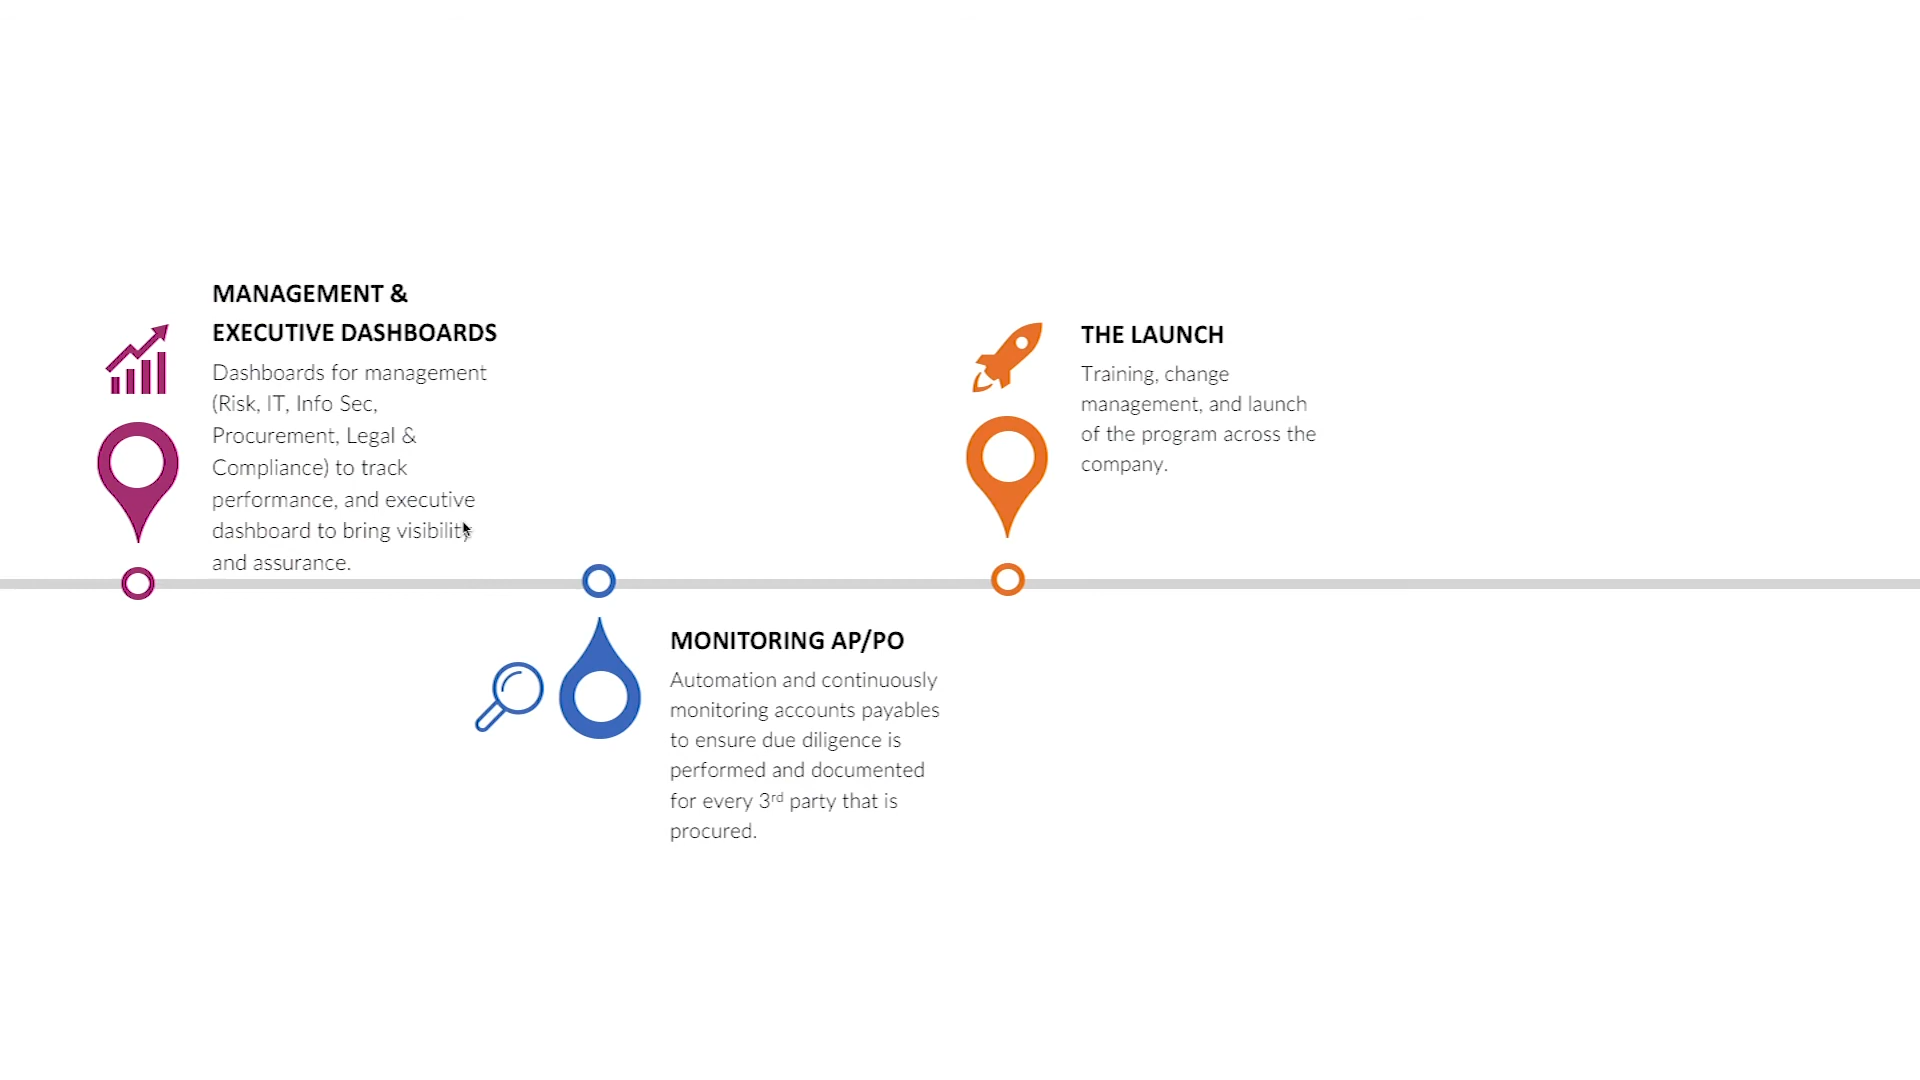 MANAGEMENT &
EXECUTIVE DASHBOARDS
Dashboards for management
(Risk, IT, Info Sec,
Procurement, Legal &
Compliance) to track
performance, and executive
dashboard to bring visibility
and assurance.
MONITORING AP/PO
Automation and continuously
monitoring accounts payables
to ensure due diligence is
performed and documented
for every 3rd party that is
procured.
THE LAUNCH
Training, change
management, and launch
of the program across the
company.